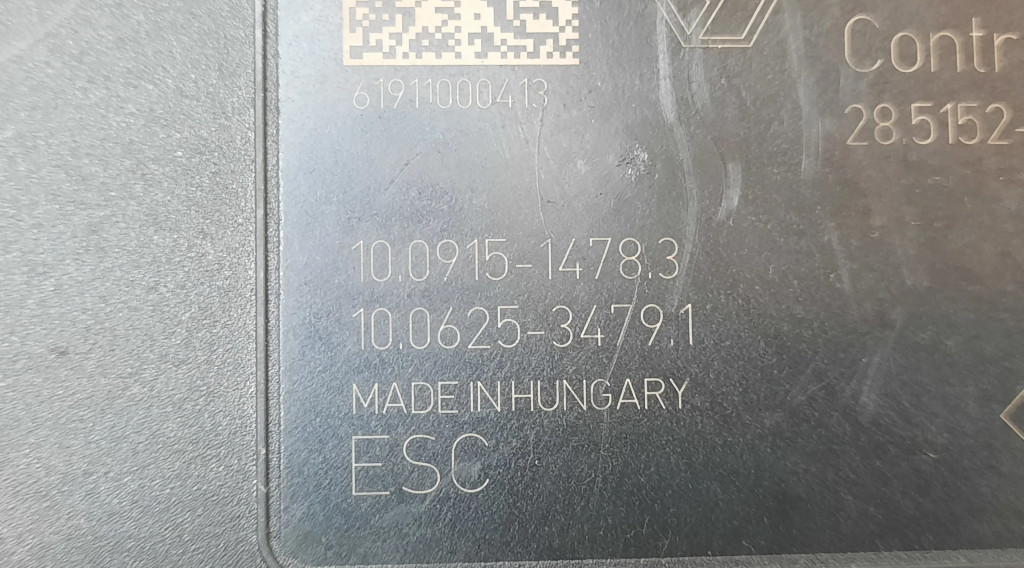 61911000413
Contr
28.5152-
10.0915-1478.3
10.0625-3479.1
MADE IN HUNGARY
ESC